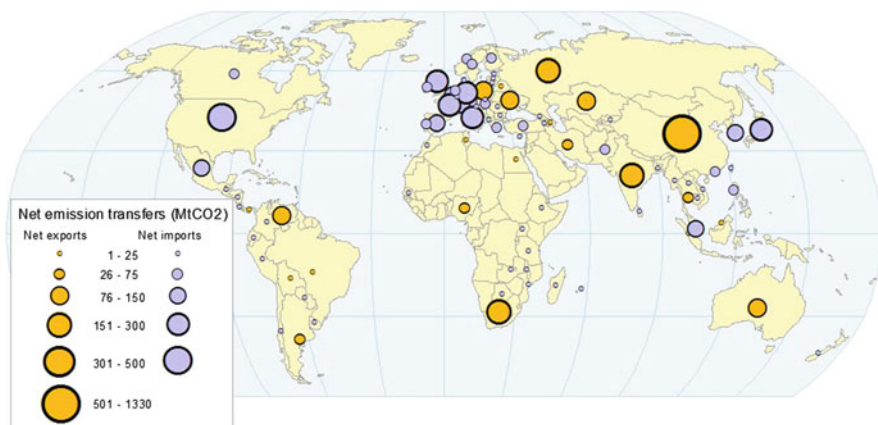 Net emission transfers (MtCO2)
Net exports Net imports
1 - 25
26 - 75
76 - 150
151 - 300
301 - 500
501 - 1330